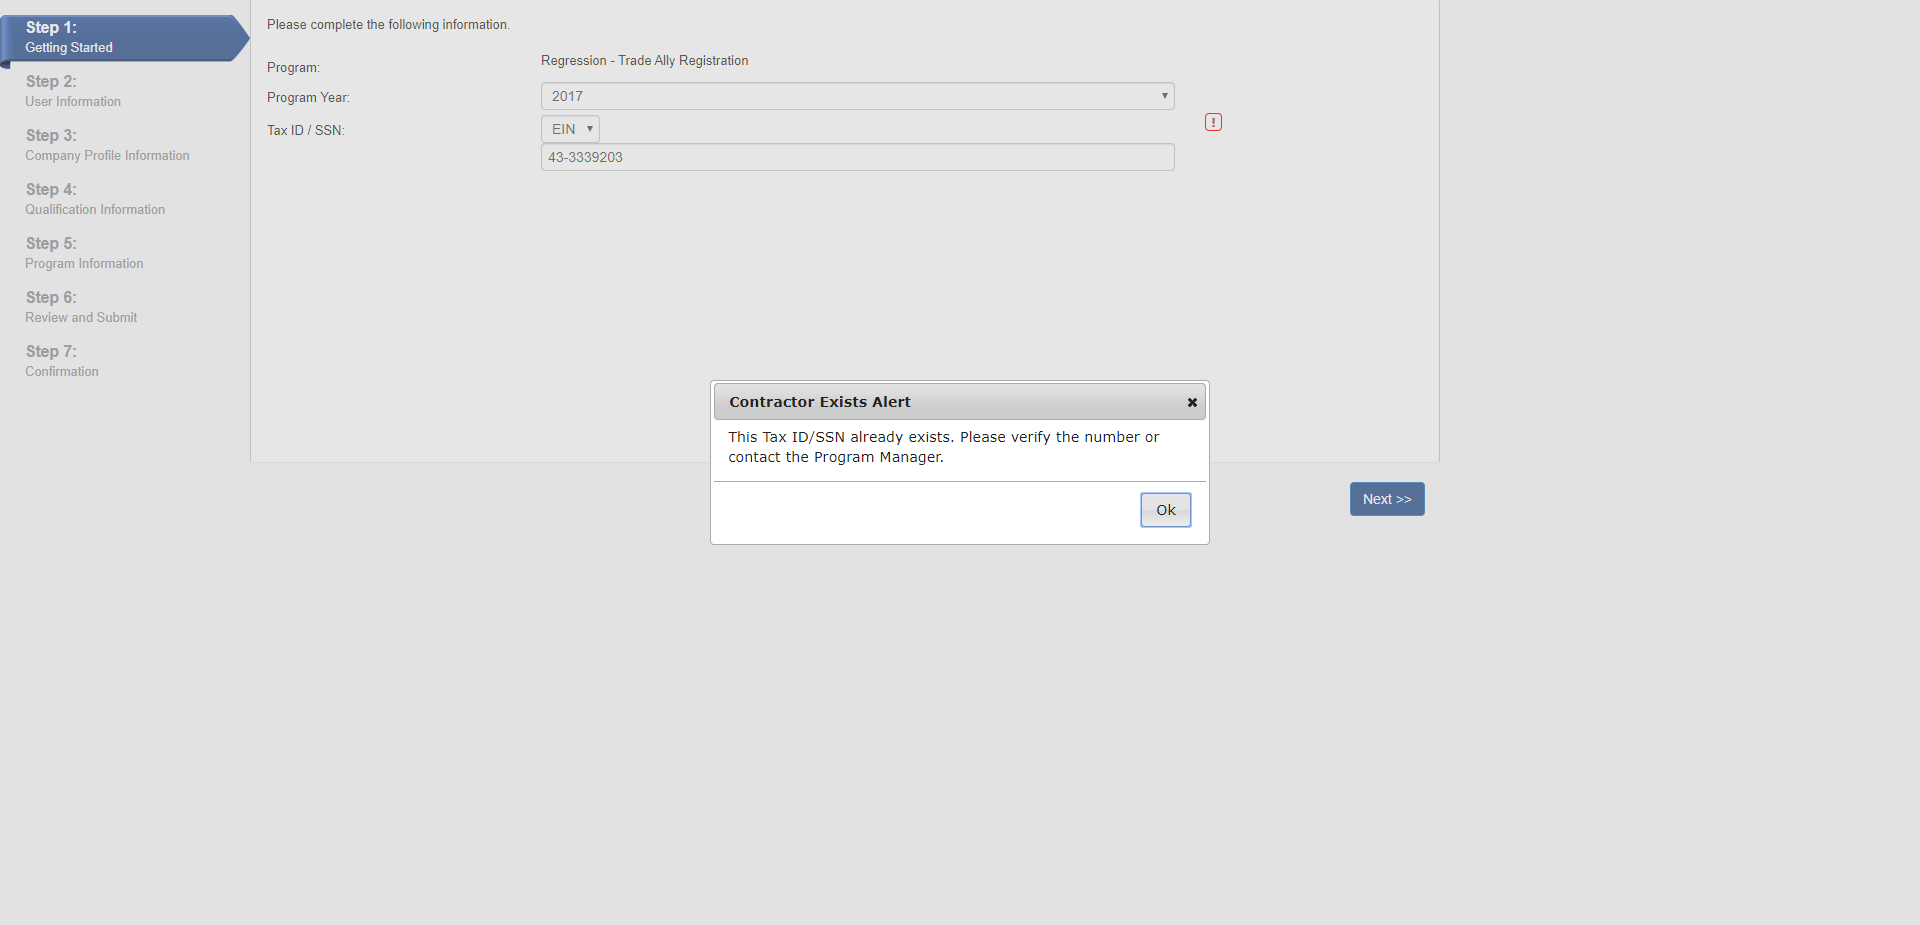 Step 1:
Getting Started
Step 2:
User Information
Step 3:
Company Profile Information
Step 4:
Qualification Information
Step 5:
Program Information
Step 6:
Review and Submit
Step 7:
Confirmation
Please complete the following information.
Program:
Regression - Trade Ally Registration
Program Year:
2017
Tax ID / SSN:
EIN
!
43-3339203
Contractor Exists Alert
This Tax ID/SSN already exists. Please verify the number or
contact the Program Manager.
Ok
Next >>